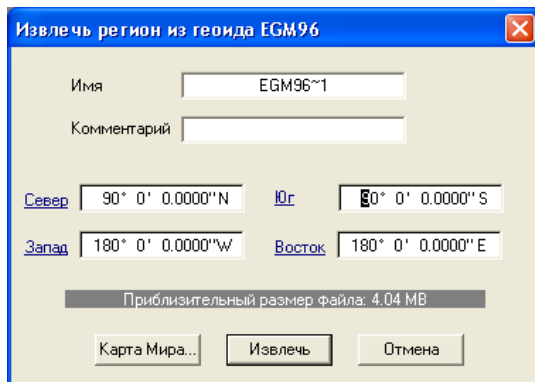 Извлечь регион из геоида EGM96
Имя EGM96~1
Комментарий
Север 90° 0' 0.0000"N Юг 90° 0' 0.0000"S
Запад 180° 0' 0.0000"W Восток 180° 0' 0.0000"E
Приблизительный размер файла: 4.04 MB
Карта Мира... Извлечь Отмена